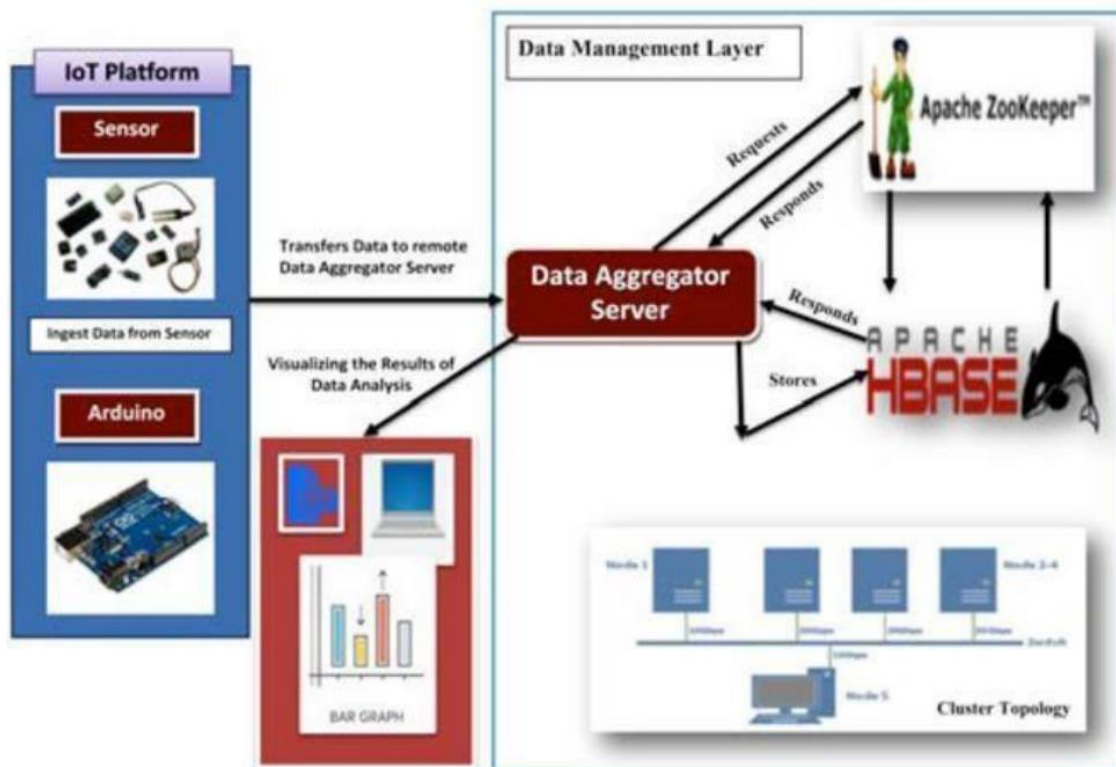 IoT Platform
Sensor
Ingest Data from Sensor
Arduino
Transfers Data to remote
Data Aggregator Server
Visualizing the Results of
Data Analysis
BAR GRAPH
Data Management Layer
Apache ZooKeeper™
Requests
Responds
Data Aggregator
Server
Responds
Stores
APACHE
HBASE
Node 1
Node 2-4
Node 5
Cluster Topology